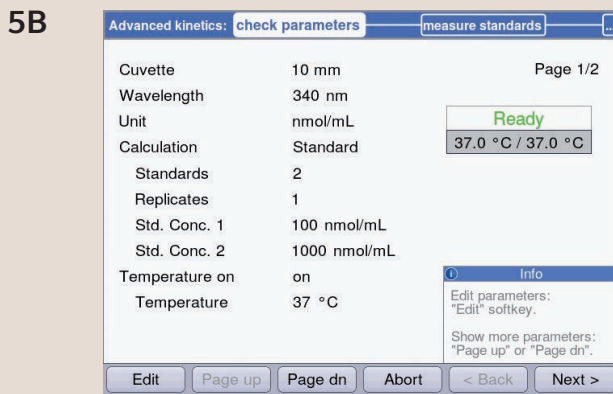 5B
Advanced kinetics: check parameters measure standards ...
Cuvette 10 mm Page 1/2
Wavelength 340 nm
Unit nmol/mL Ready
Calculation Standard 37.0 °C / 37.0 °C
Standards 2
Replicates 1
Std. Conc. 1 100 nmol/mL
Std. Conc. 2 1000 nmol/mL
Temperature on on
Temperature 37 °C
Info
Edit parameters:
"Edit" softkey.
Show more parameters:
"Page up" or "Page dn".
Edit Page up Page dn Abort < Back Next >